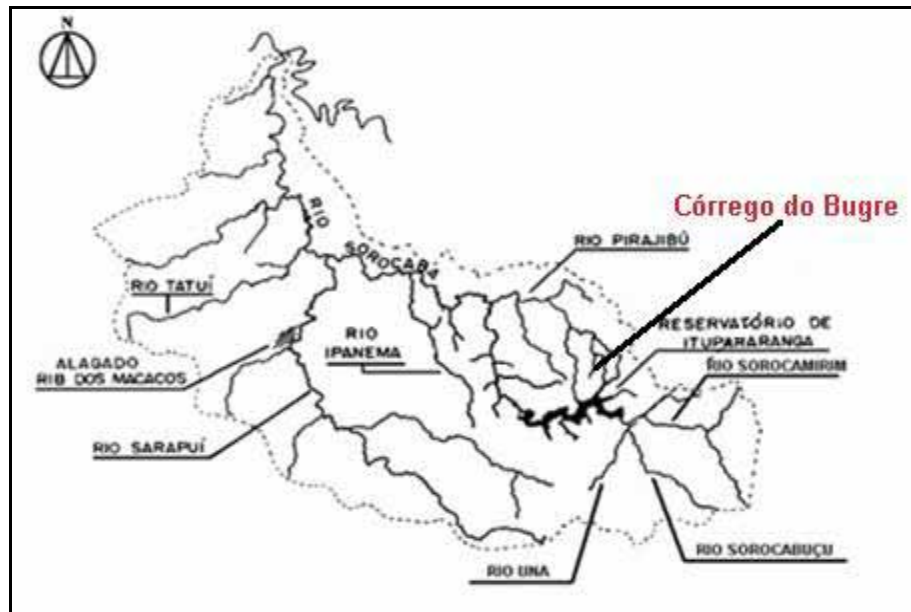 N
Córrego do Bugre
RIO
SOROCABA
RIO PIRAJIBÚ
RIO TATUÍ
RESERVATÓRIO DE
ITUPARARANGA
RIO
IPANEMA
ALAGADO
RIB. DOS MACACOS
RIO SOROCAMIRIM
RIO SARAPUÍ
RIO UNA
RIO SOROCABUÇU